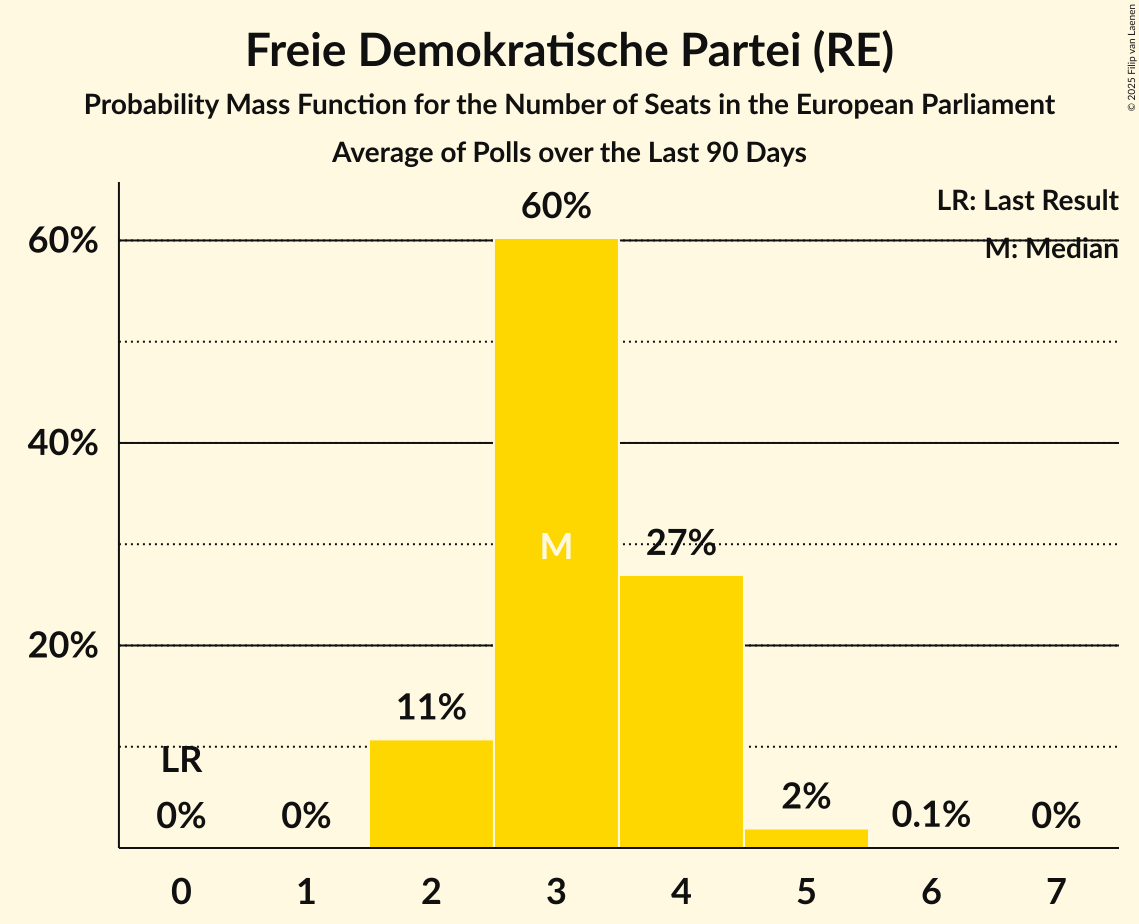 © 2025 Filip van Laenen
Freie Demokratische Partei (RE)
Probability Mass Function for the Number of Seats in the European Parliament
Average of Polls over the Last 90 Days
LR: Last Result
M: Median
60%
40%
20%
LR
0%
0%
11%
60%
M
27%
2%
0.1%
0%
0 1 2 3 4 5 6 7